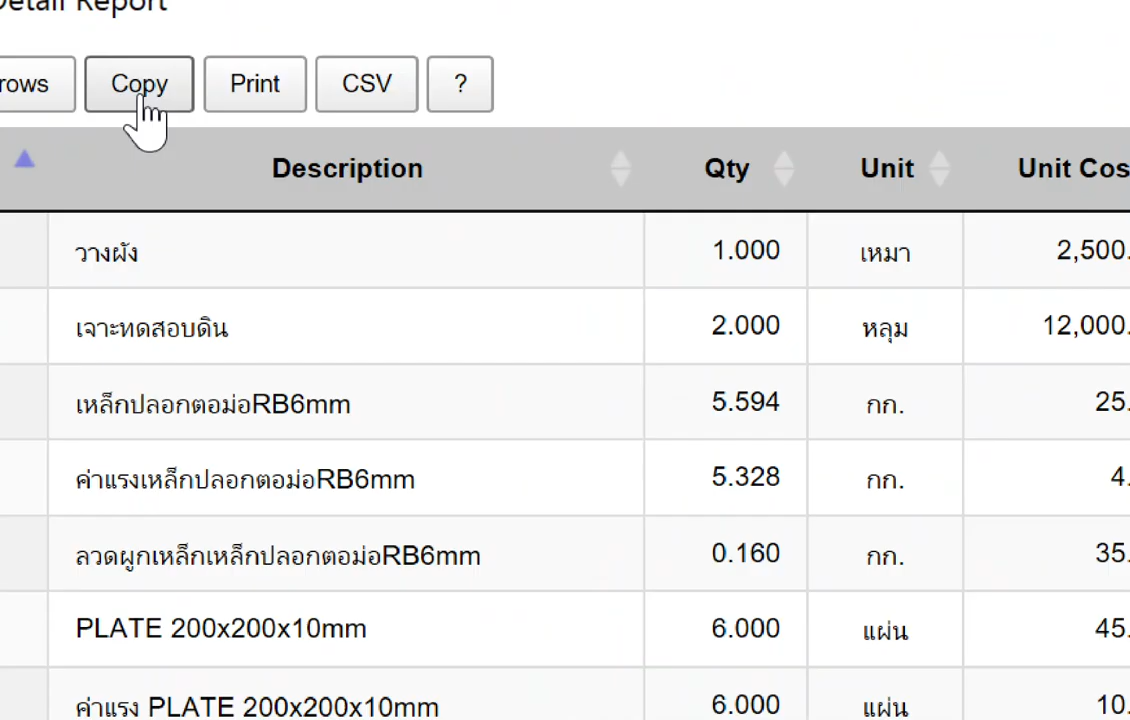 Detail Report
rows Copy Print CSV ?
Description Qty Unit Unit Cos
วางผัง 1.000 เหมา 2,500.
เจาะทดสอบดิน 2.000 หลุม 12,000.
เหล็กปลอกตอม่อRB6mm 5.594 กก. 25.
ค่าแรงเหล็กปลอกตอม่อRB6mm 5.328 กก. 4.
ลวดผูกเหล็กเหล็กปลอกตอม่อRB6mm 0.160 กก. 35.
PLATE 200x200x10mm 6.000 แผ่น 45.
ค่าแรง PLATE 200x200x10mm 6.000 แผ่น 10.